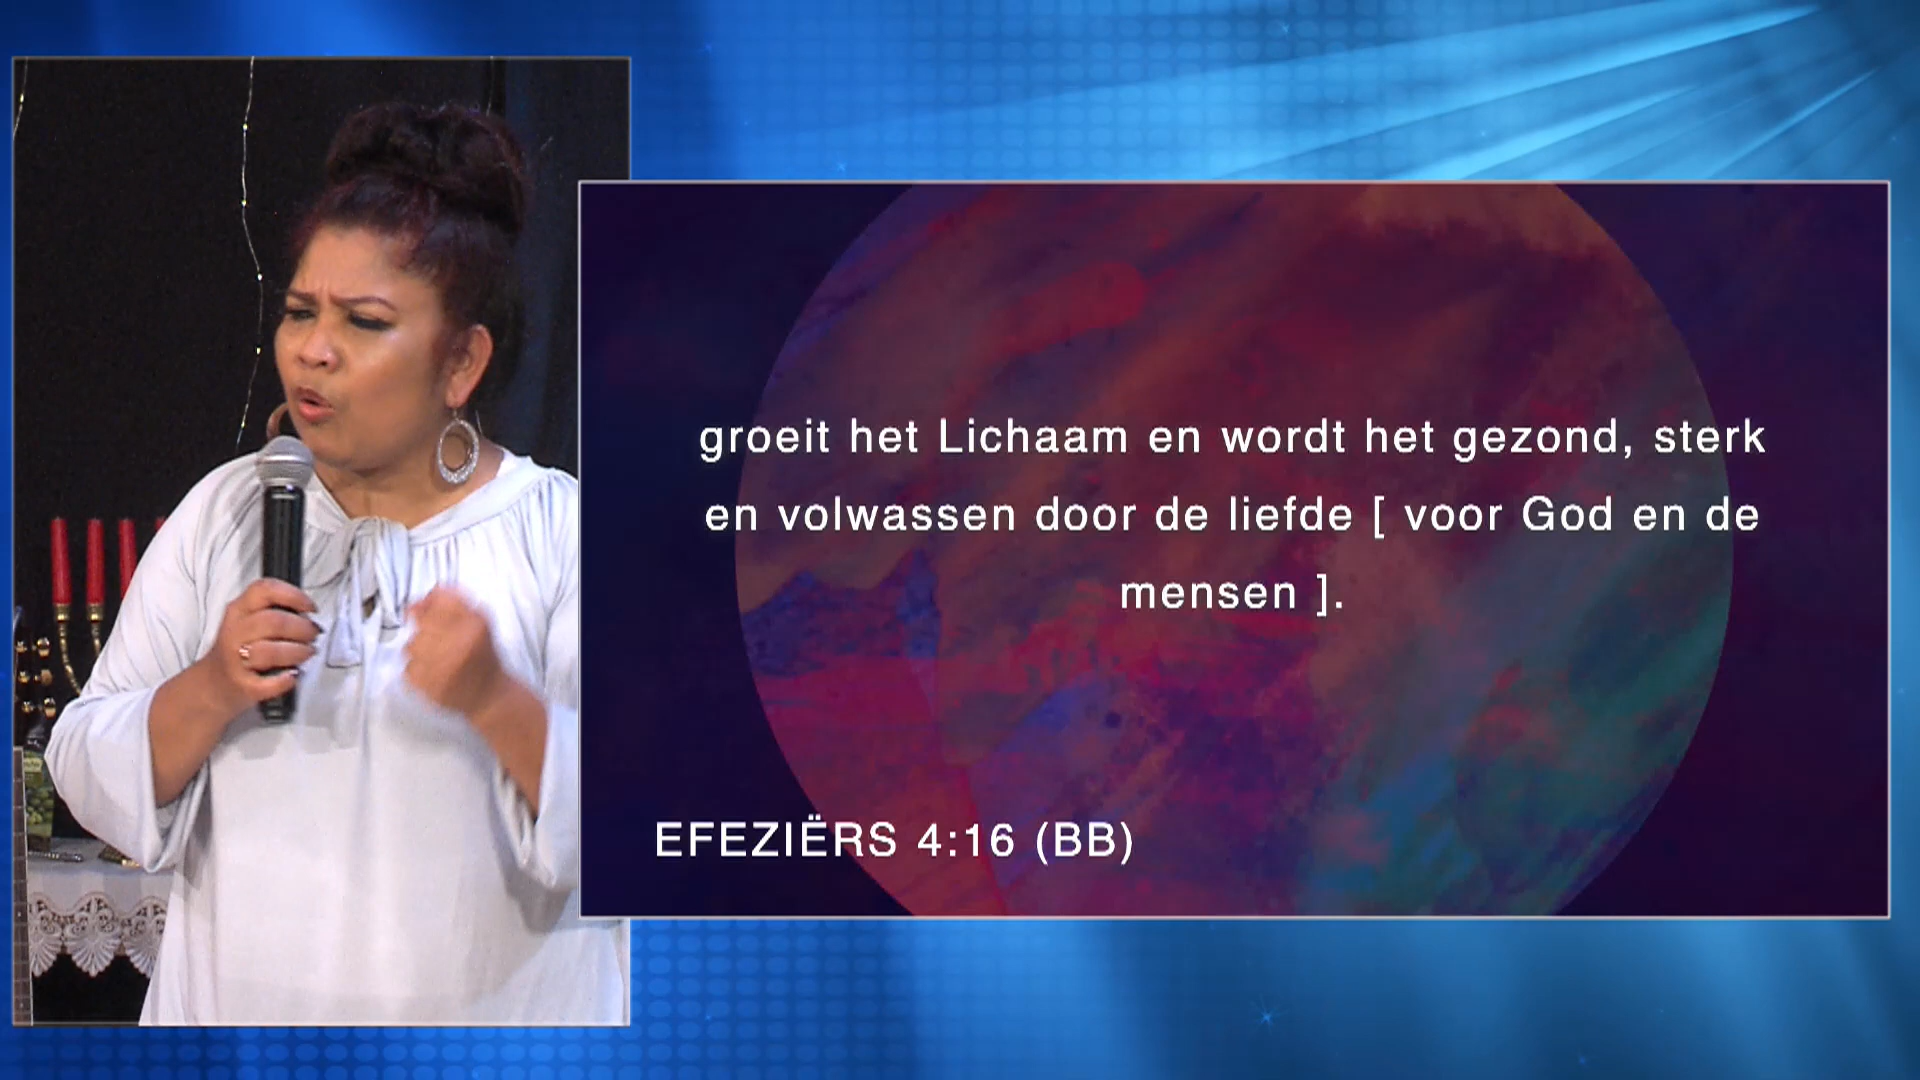 groeit het Lichaam en wordt het gezond, sterk
en volwassen door de liefde [ voor God en de
mensen ].
EFEZIËRS 4:16 (BB)